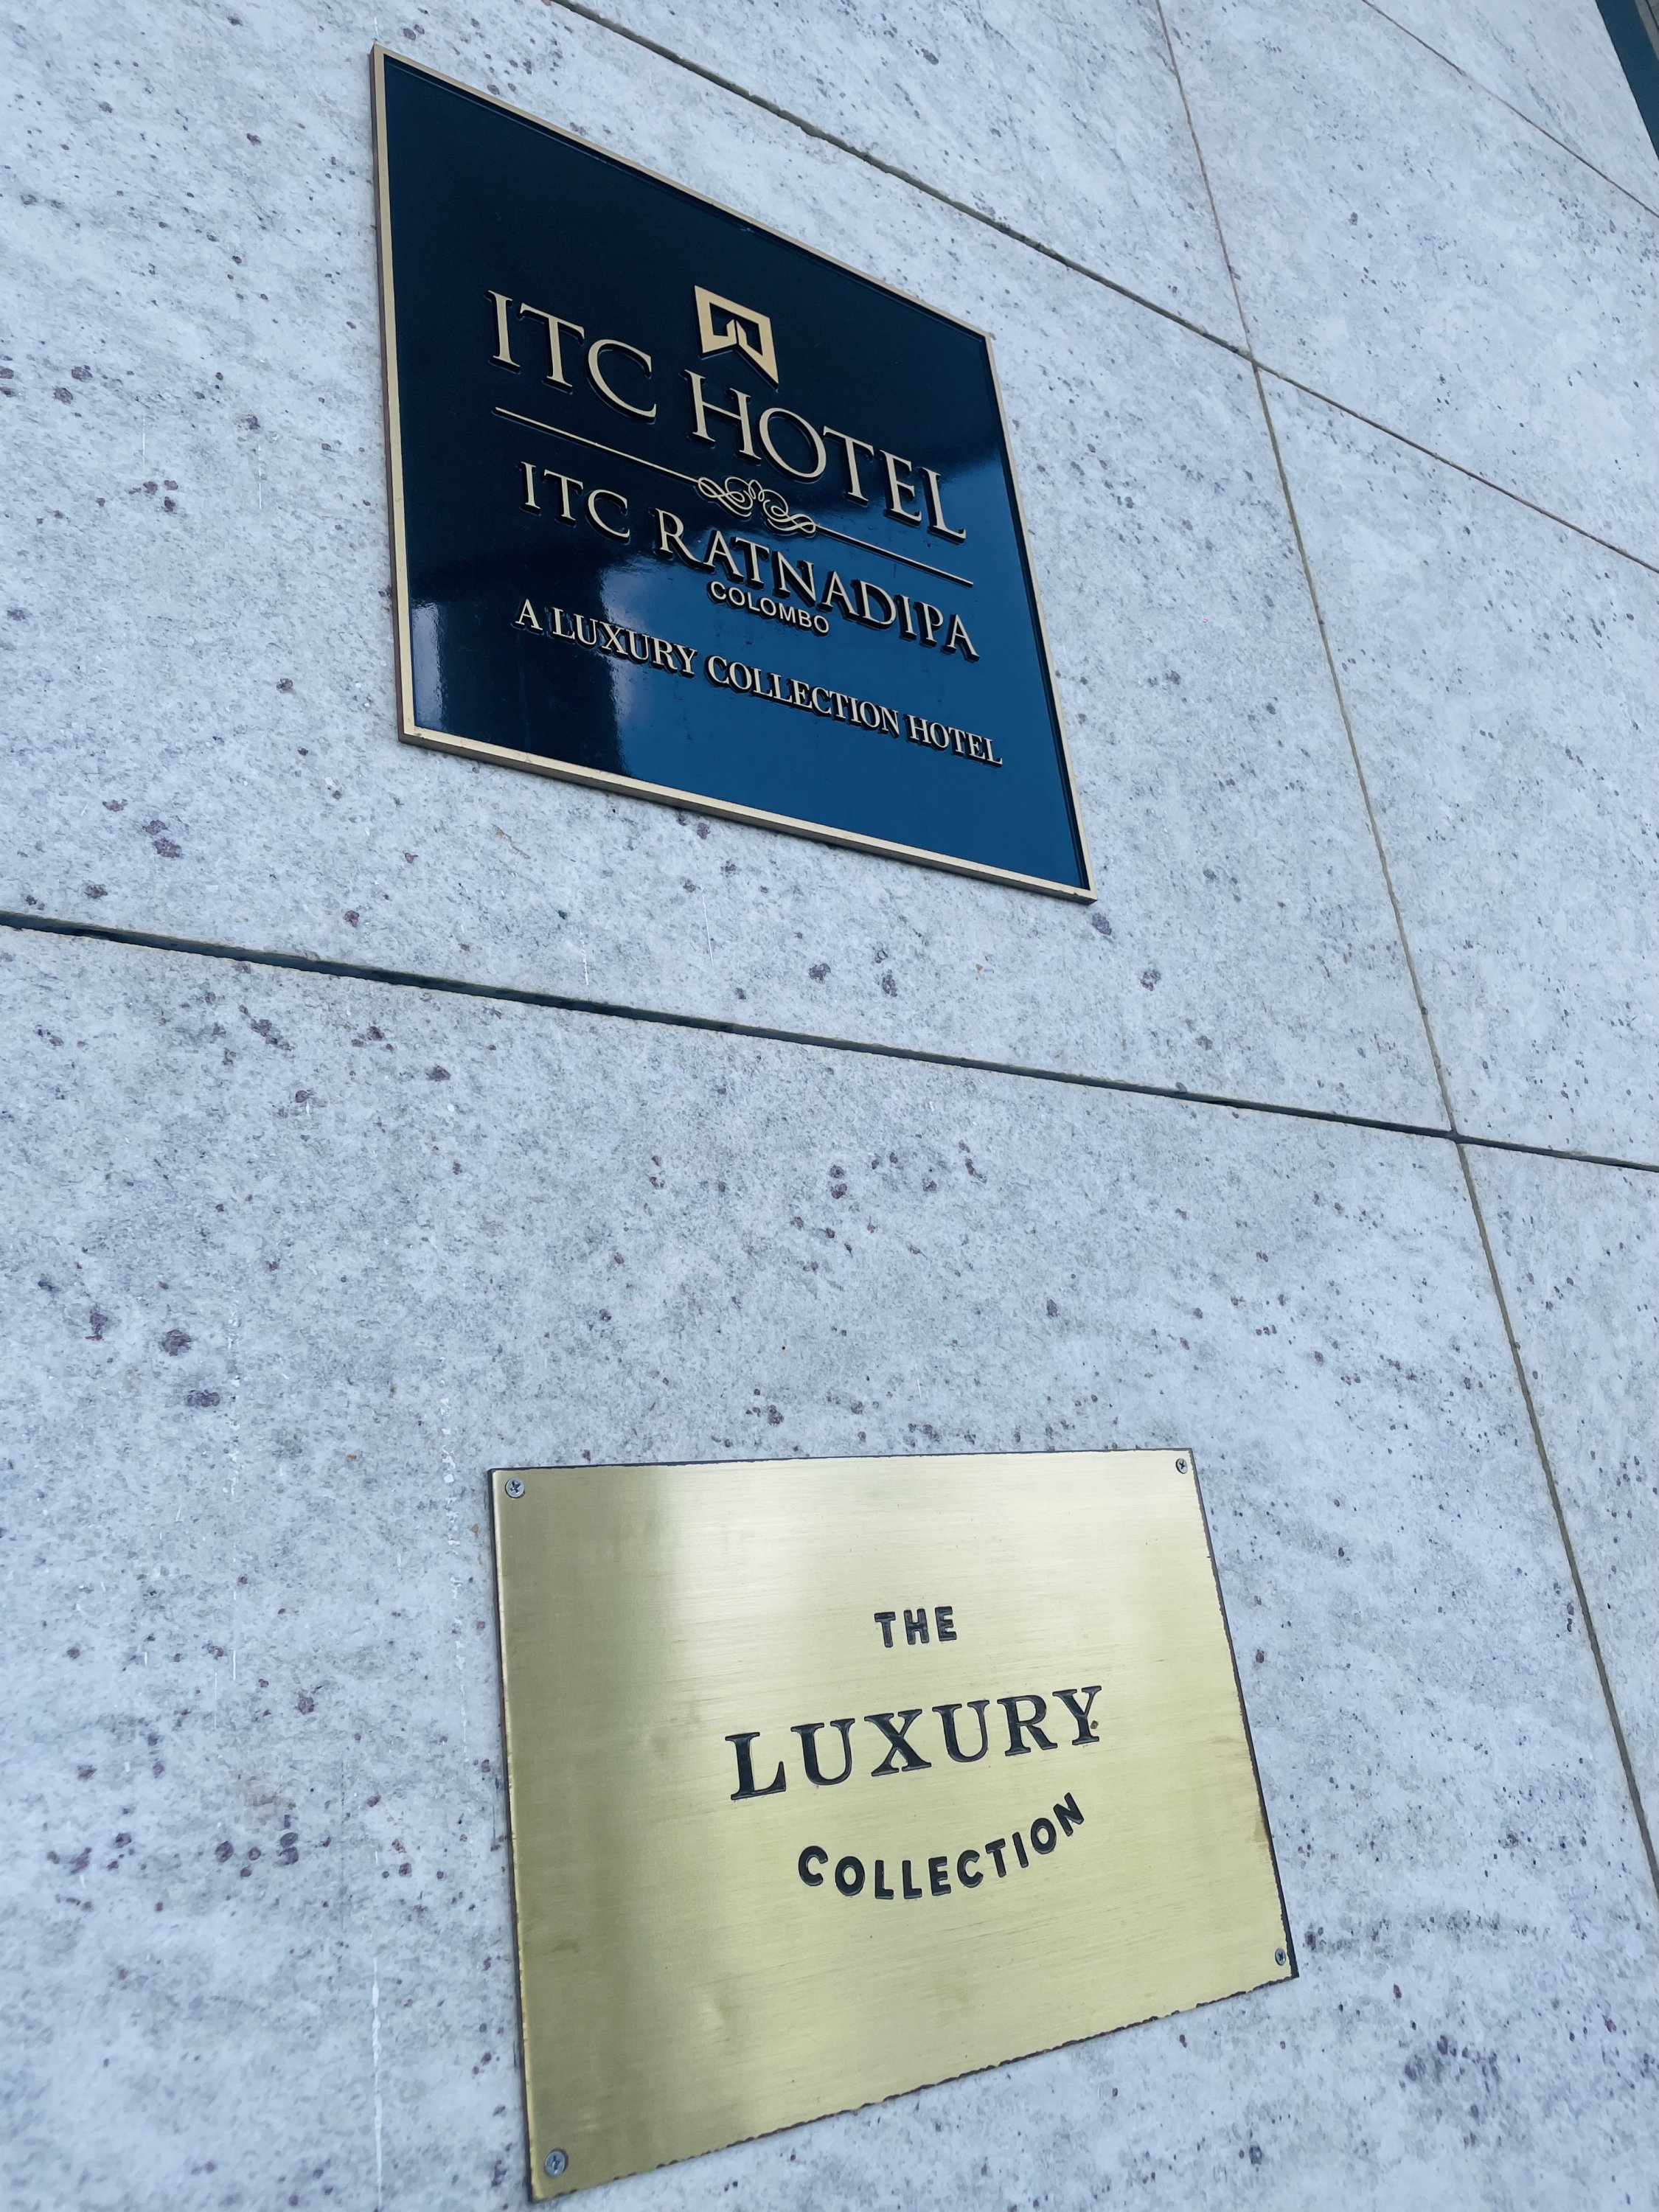 ITC HOTEL
ITC RATNADIPA
COLOMBO
A LUXURY COLLECTION HOTEL
THE
LUXURY
COLLECTION